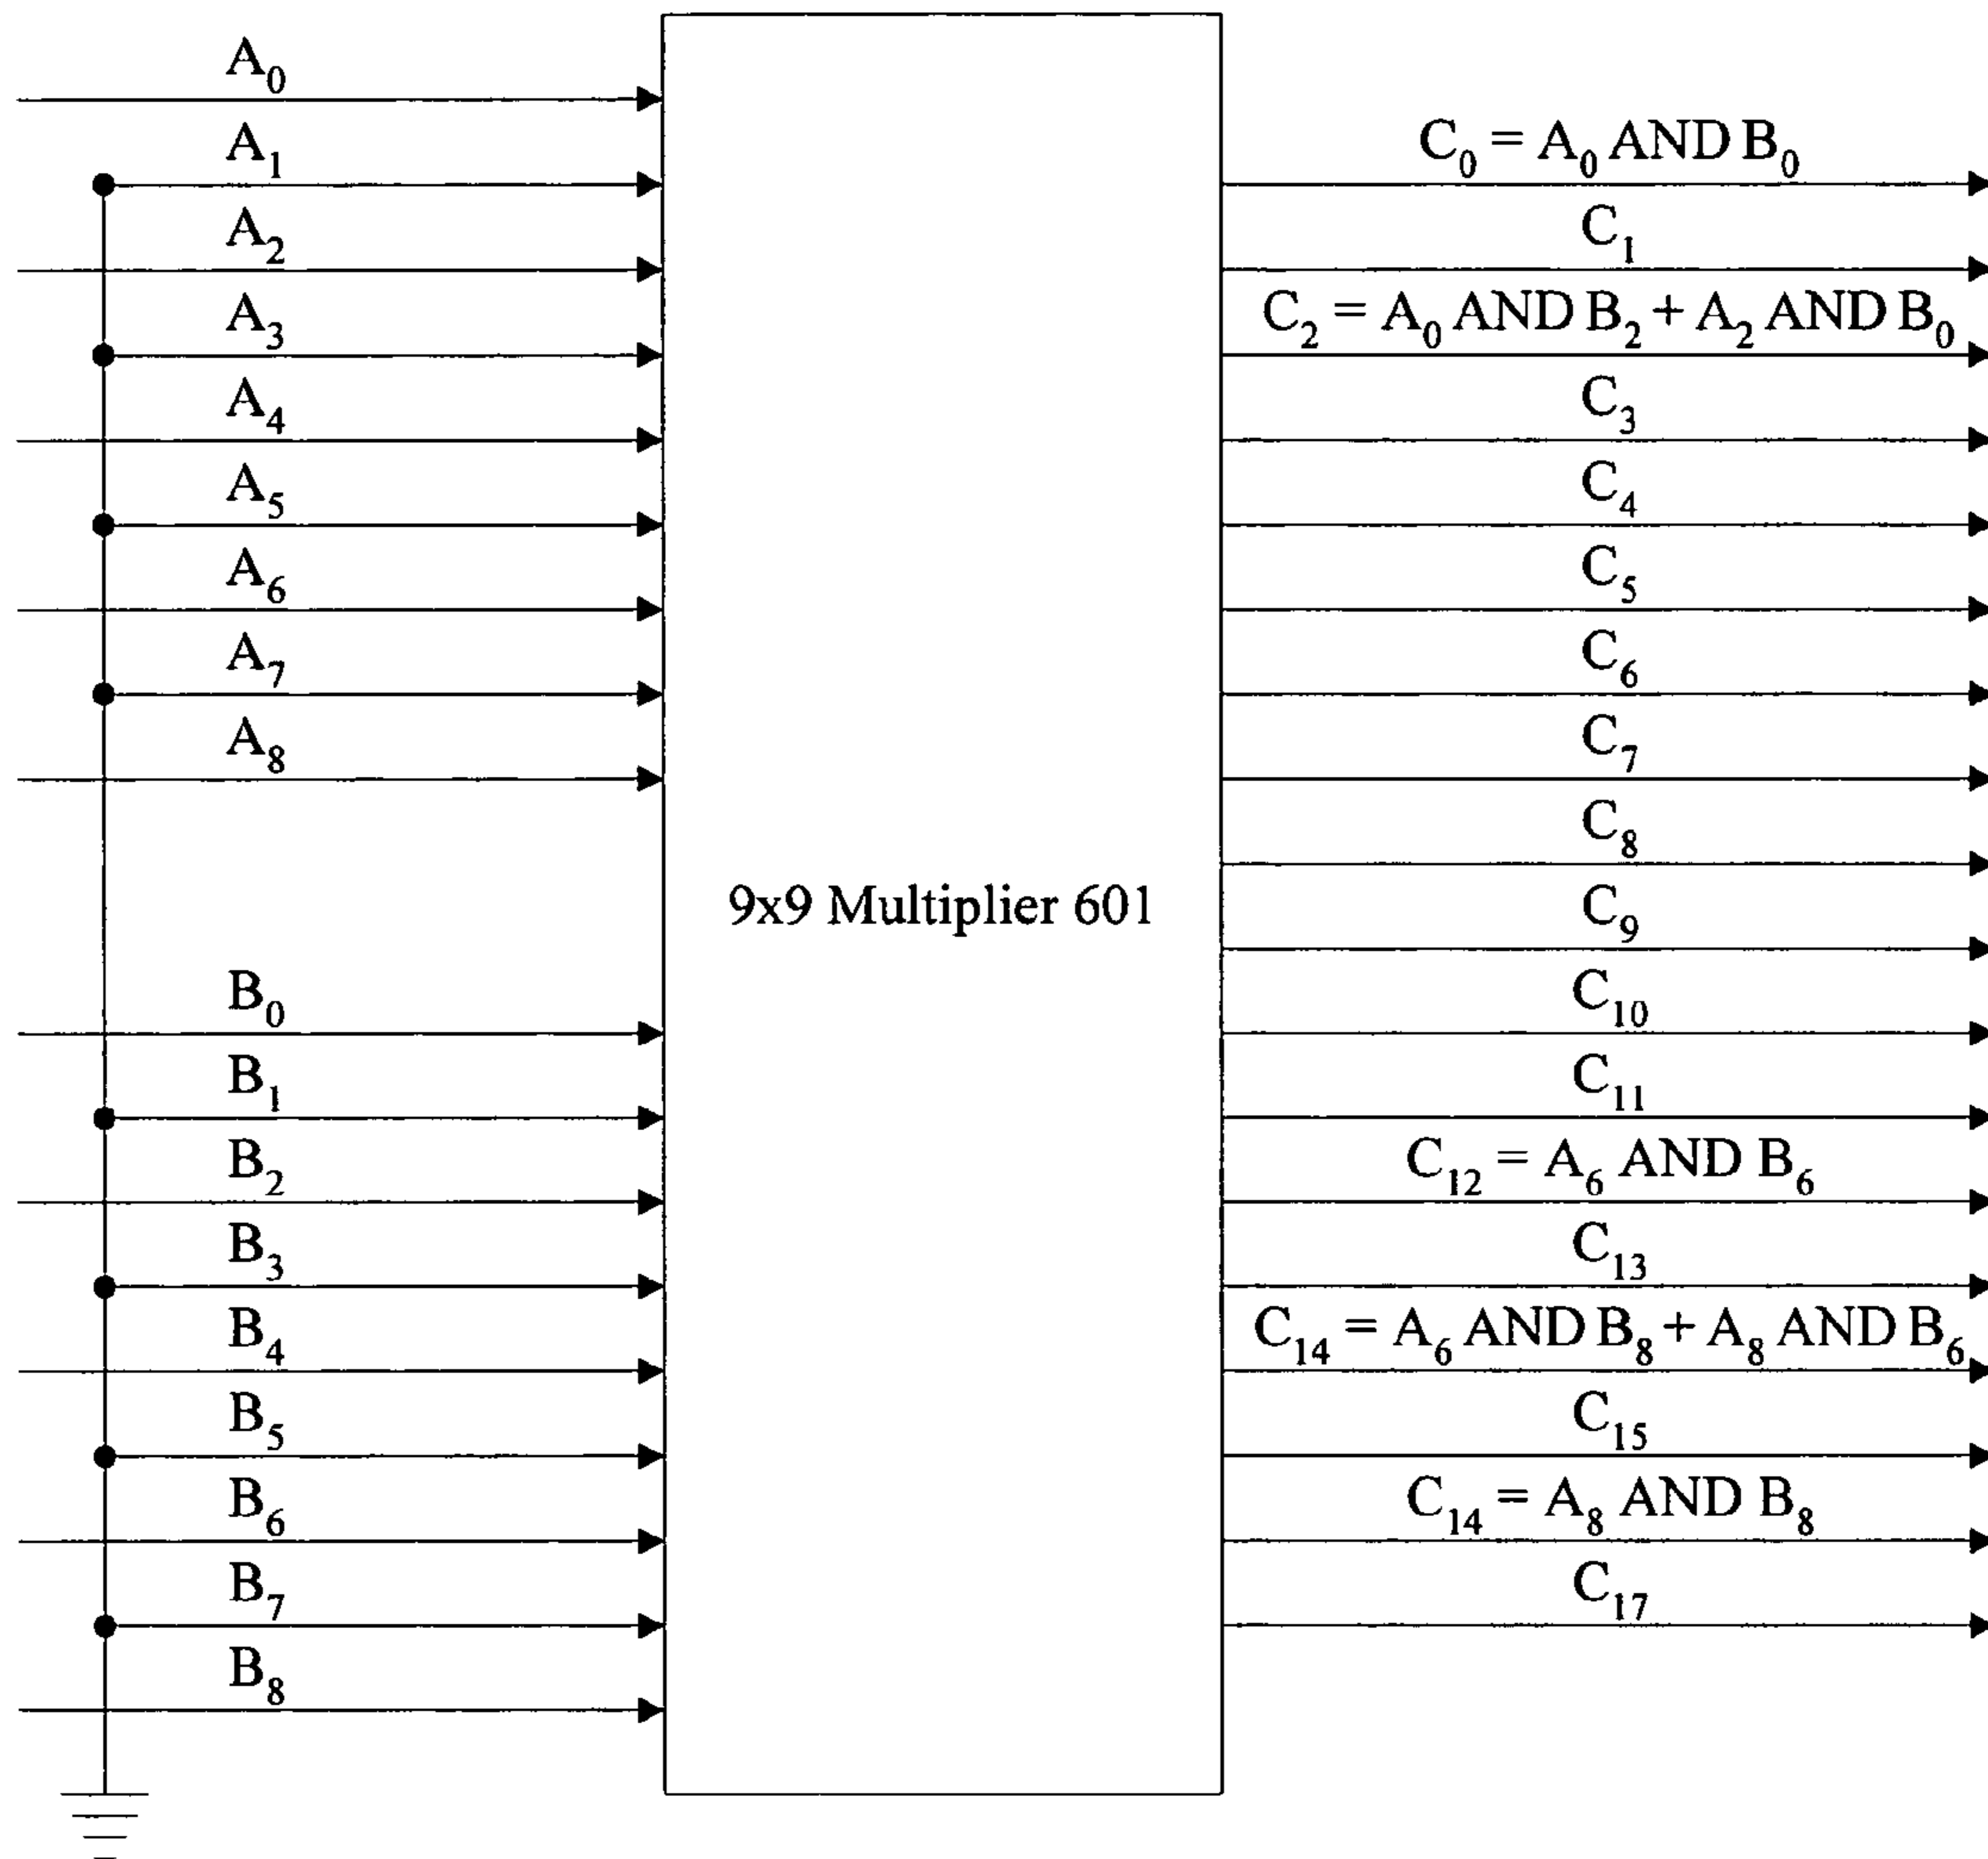 A₀
A₁
A₂
A₃
A₄
A₅
A₆
A₇
A₈
B₀
B₁
B₂
B₃
B₄
B₅
B₆
B₇
B₈
9x9 Multiplier 601
C₀ = A₀ AND B₀
C₁
C₂ = A₀ AND B₂ + A₂ AND B₀
C₃
C₄
C₅
C₆
C₇
C₈
C₉
C₁₀
C₁₁
C₁₂ = A₆ AND B₆
C₁₃
C₁₄ = A₆ AND B₈ + A₈ AND B₆
C₁₅
C₁₄ = A₈ AND B₈
C₁₇